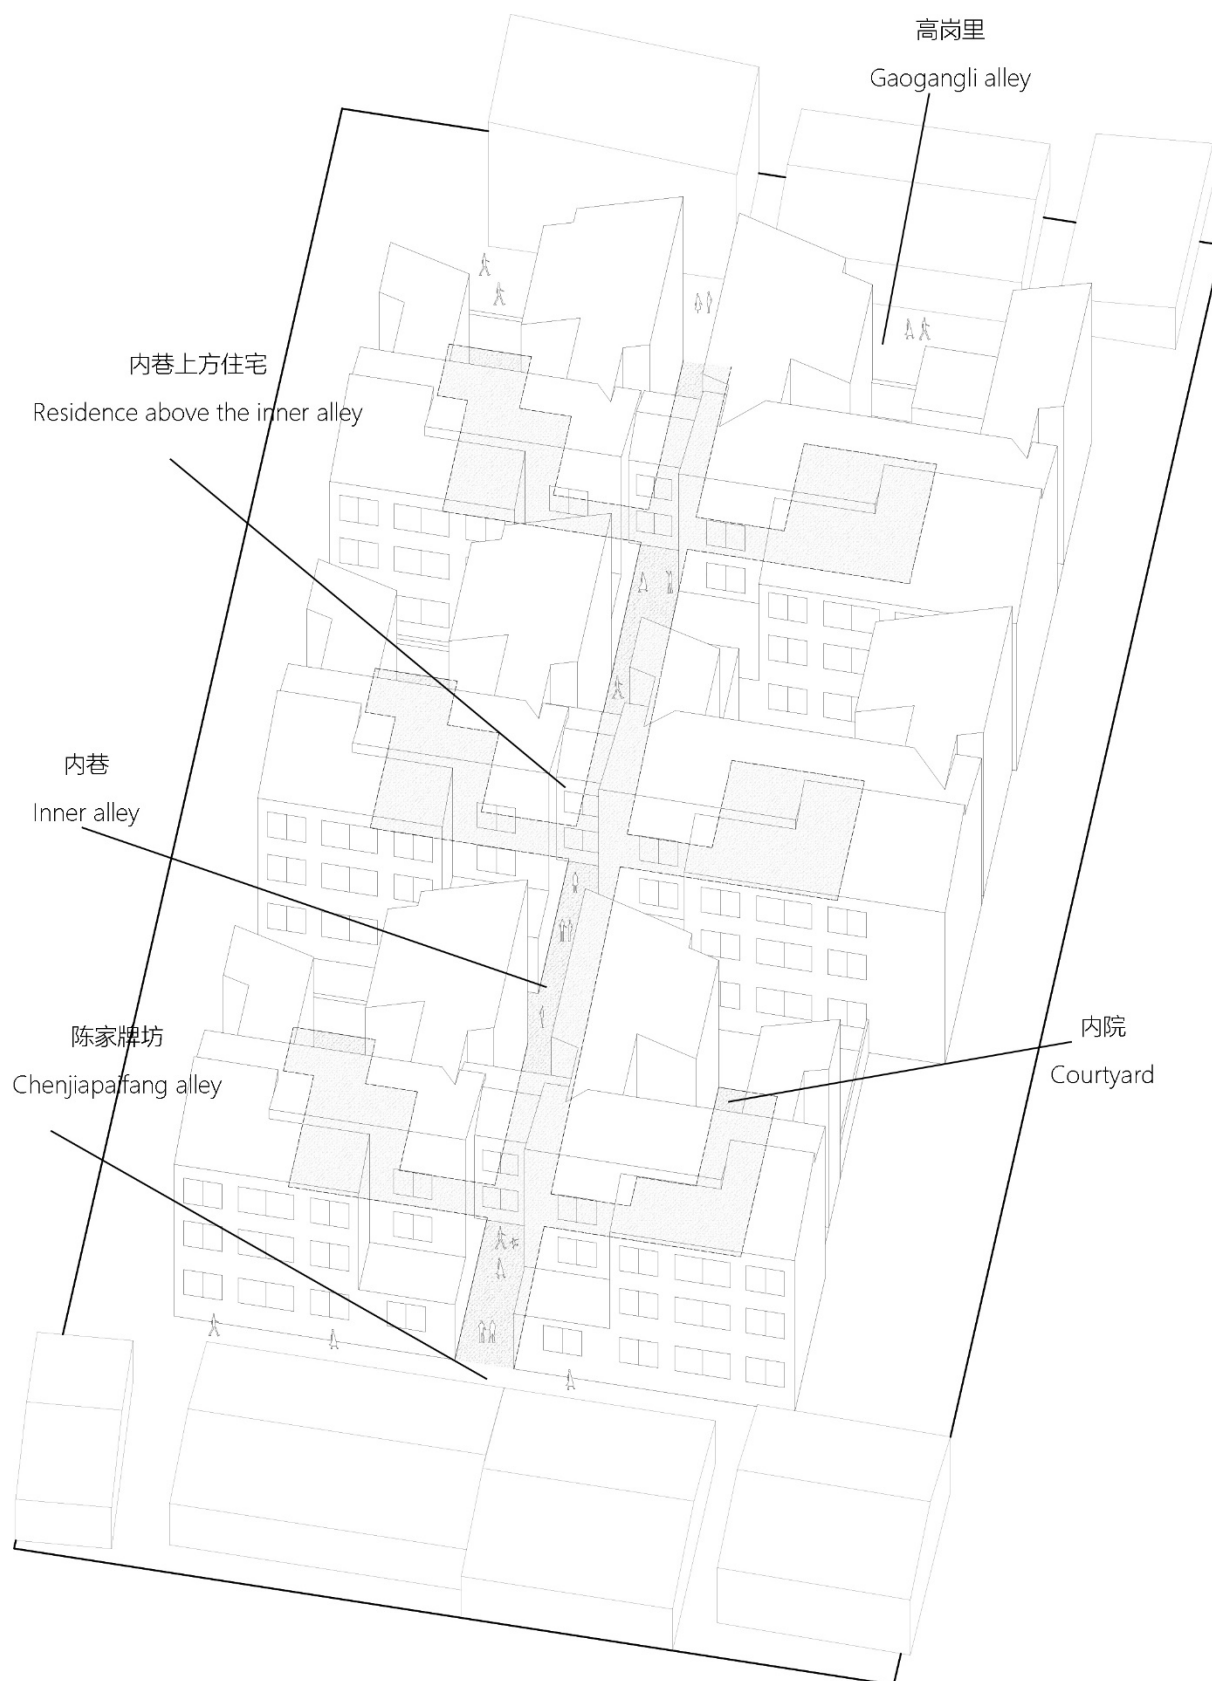 高岗里
Gaogangli alley
内巷上方住宅
Residence above the inner alley
内巷
Inner alley
陈家牌坊
Chenjiapaifang alley
内院
Courtyard